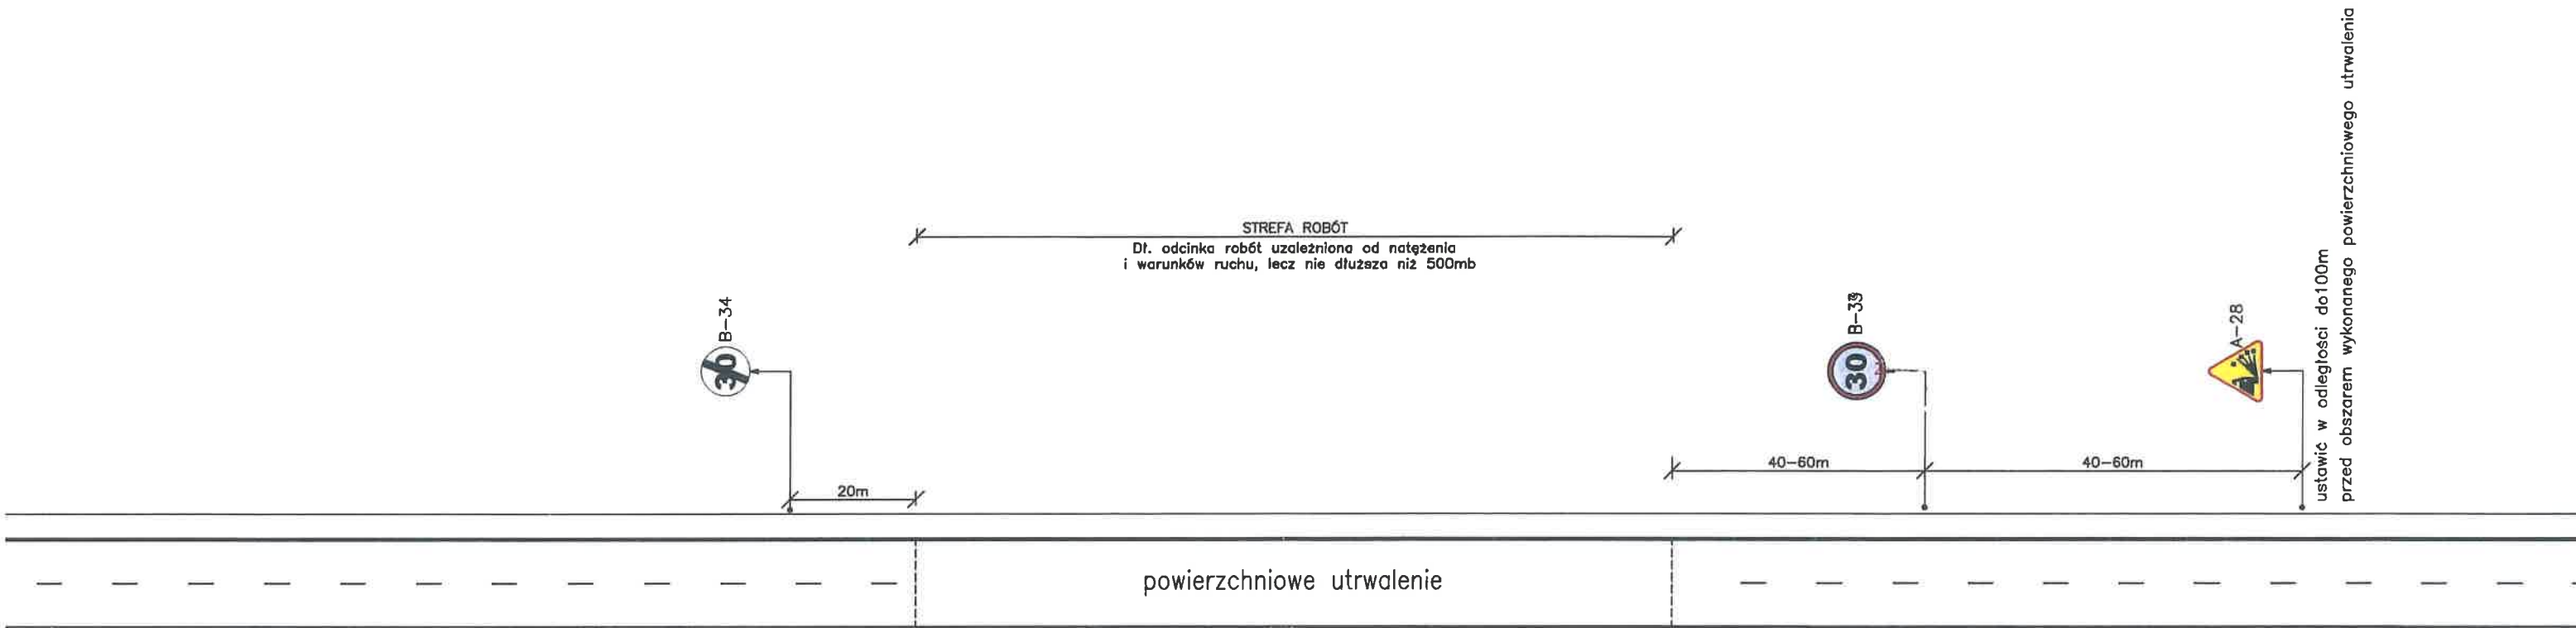 STREFA ROBÓT
Dł. odcinka robót uzależniona od natężenia
i warunków ruchu, lecz nie dłuższa niż 500mb
B-34
30
B-33
30
A-28
ustawić w odległości do100m
przed obszarem wykonanego powierzchniowego utrwalenia
20m
40-60m
40-60m
powierzchniowe utrwalenie